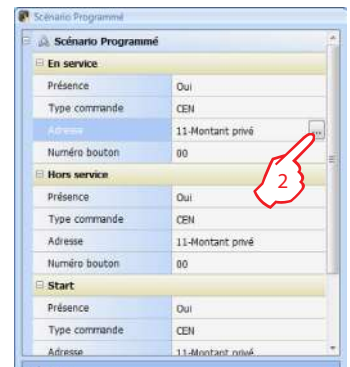 Scénario Programmé
Scénario Programmé
En service
Présence Oui
Type commande CEN
Adresse 11-Montant privé ...
Numéro bouton 00
2
Hors service
Présence Oui
Type commande CEN
Adresse 11-Montant privé
Numéro bouton 00
Start
Présence Oui
Type commande CEN
Adresse 11-Montant privé